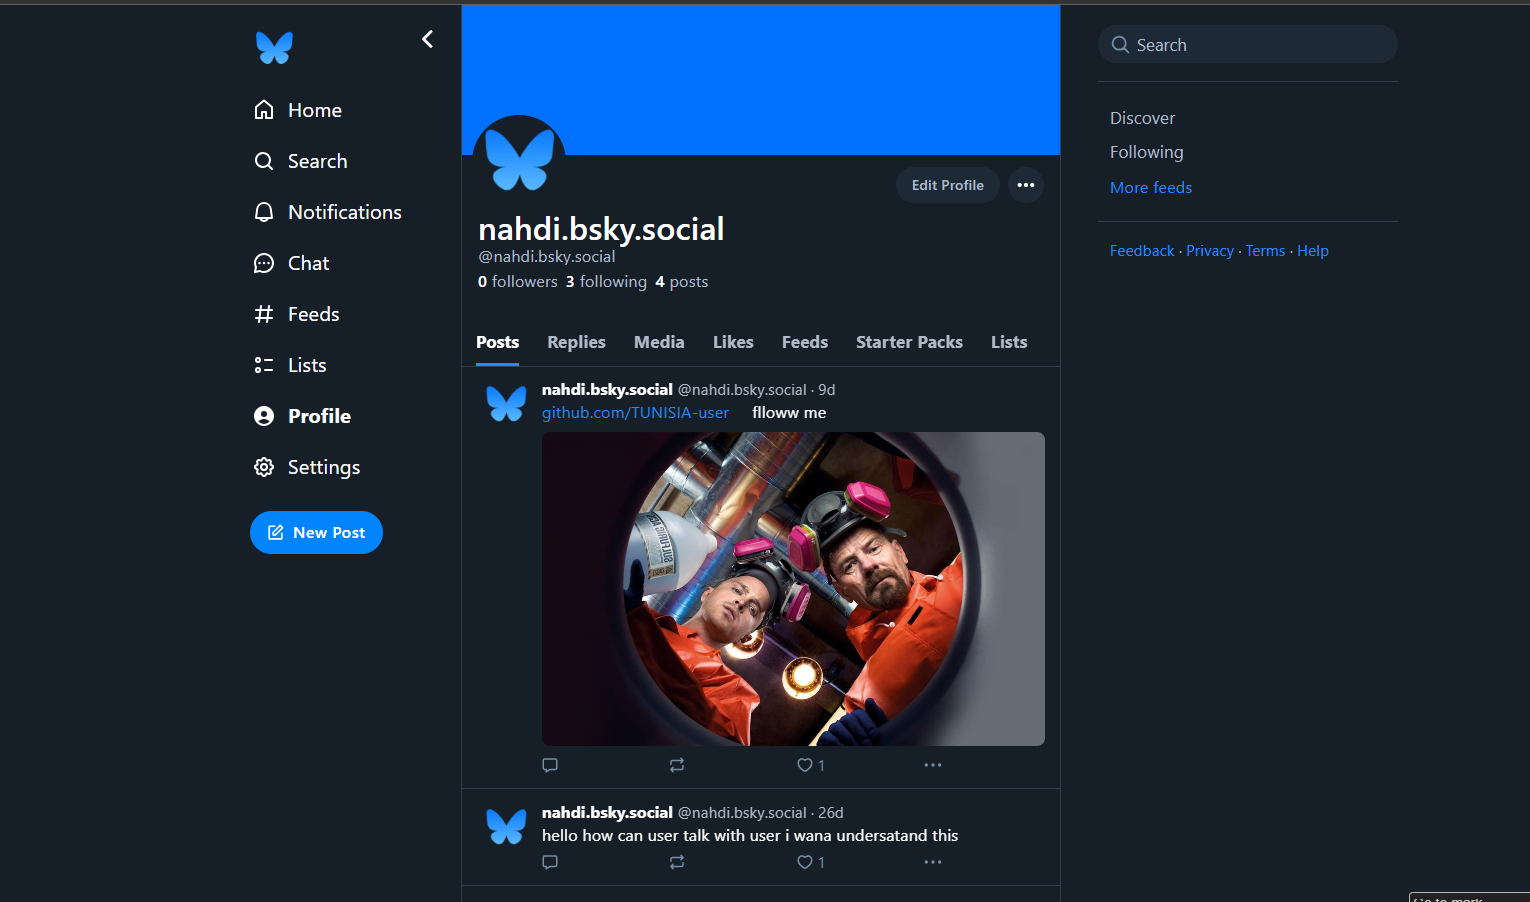 Home
Search
Notifications
Chat
Feeds
Lists
Profile
Settings
New Post
Edit Profile
nahdi.bsky.social
@nahdi.bsky.social
0 followers 3 following 4 posts
Posts Replies Media Likes Feeds Starter Packs Lists
nahdi.bsky.social @nahdi.bsky.social · 9d
github.com/TUNISIA-user flloww me
1
nahdi.bsky.social @nahdi.bsky.social · 26d
hello how can user talk with user i wana undersatand this
1
Search
Discover
Following
More feeds
Feedback · Privacy · Terms · Help